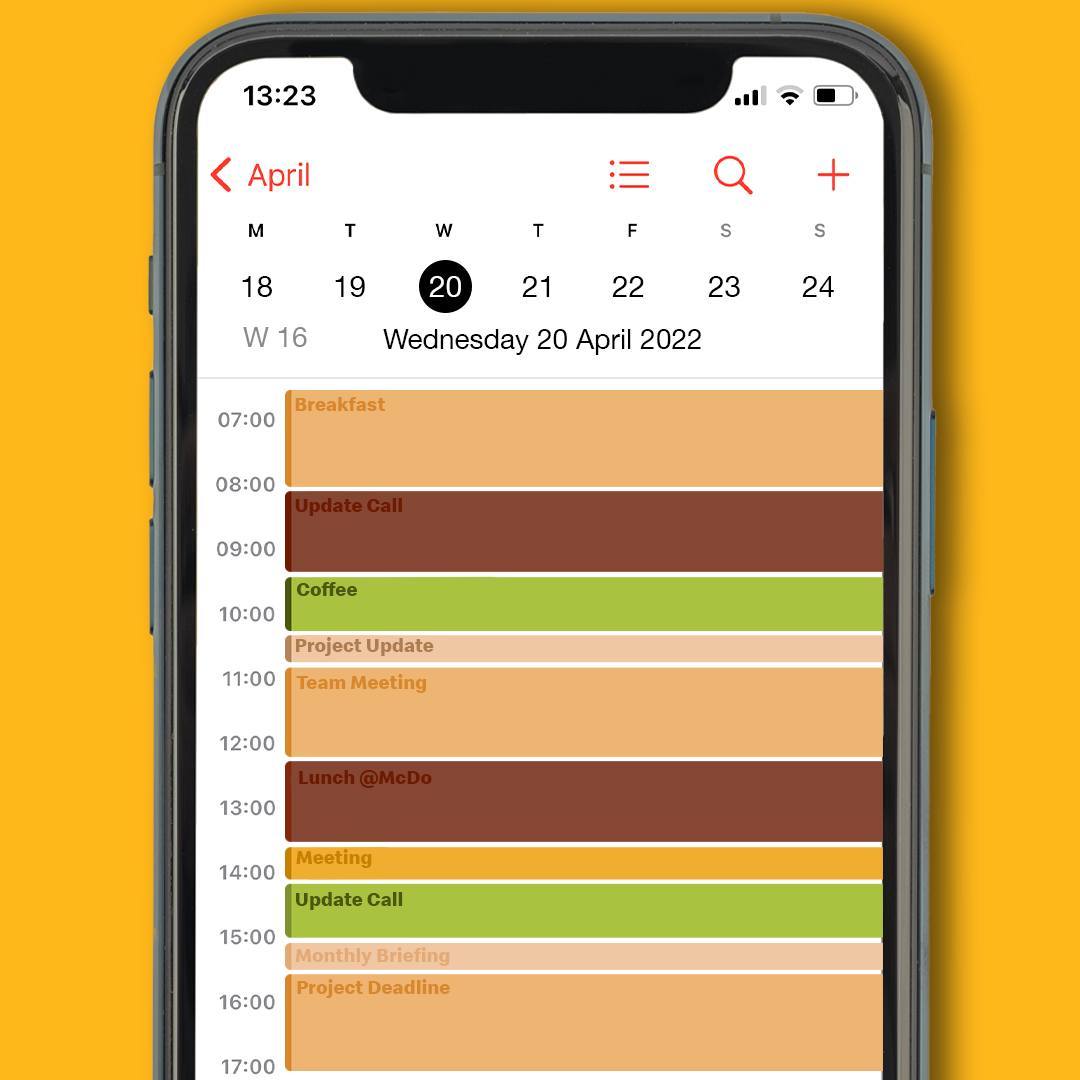 13:23
April
M T W T F S S
18 19 20 21 22 23 24
W 16 Wednesday 20 April 2022
Breakfast
07:00
08:00
Update Call
09:00
Coffee
10:00
Project Update
11:00
Team Meeting
12:00
Lunch @McDo
13:00
Meeting
14:00
Update Call
15:00
Monthly Briefing
Project Deadline
16:00
17:00